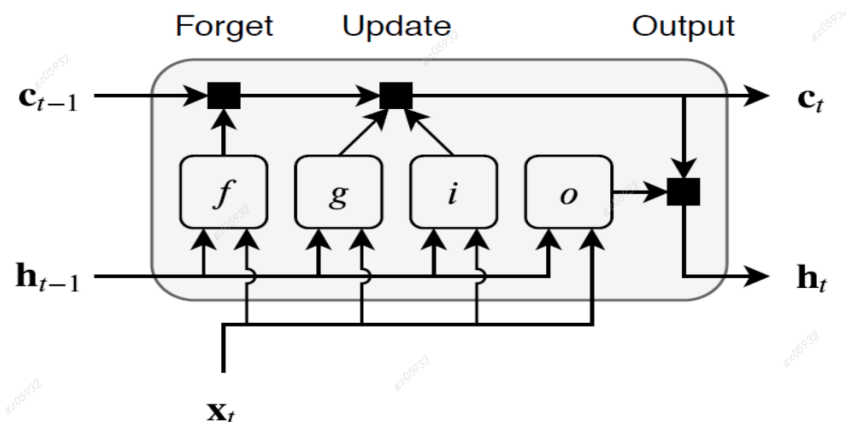 Forget Update Output
c_{t−1} c_t
f g i o
h_{t−1} h_t
x_t